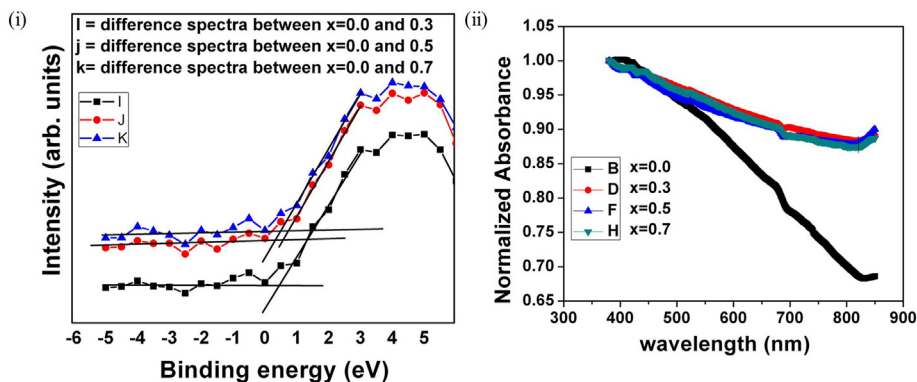 (i)
I = difference spectra between x=0.0 and 0.3
j = difference spectra between x=0.0 and 0.5
k= difference spectra between x=0.0 and 0.7
I
J
K
Intensity (arb. units)
-6 -5 -4 -3 -2 -1 0 1 2 3 4 5
Binding energy (eV)
(ii)
1.05
1.00
0.95
0.90
0.85
0.80
0.75
0.70
0.65
Normalized Absorbance
B x=0.0
D x=0.3
F x=0.5
H x=0.7
300 400 500 600 700 800 900
wavelength (nm)